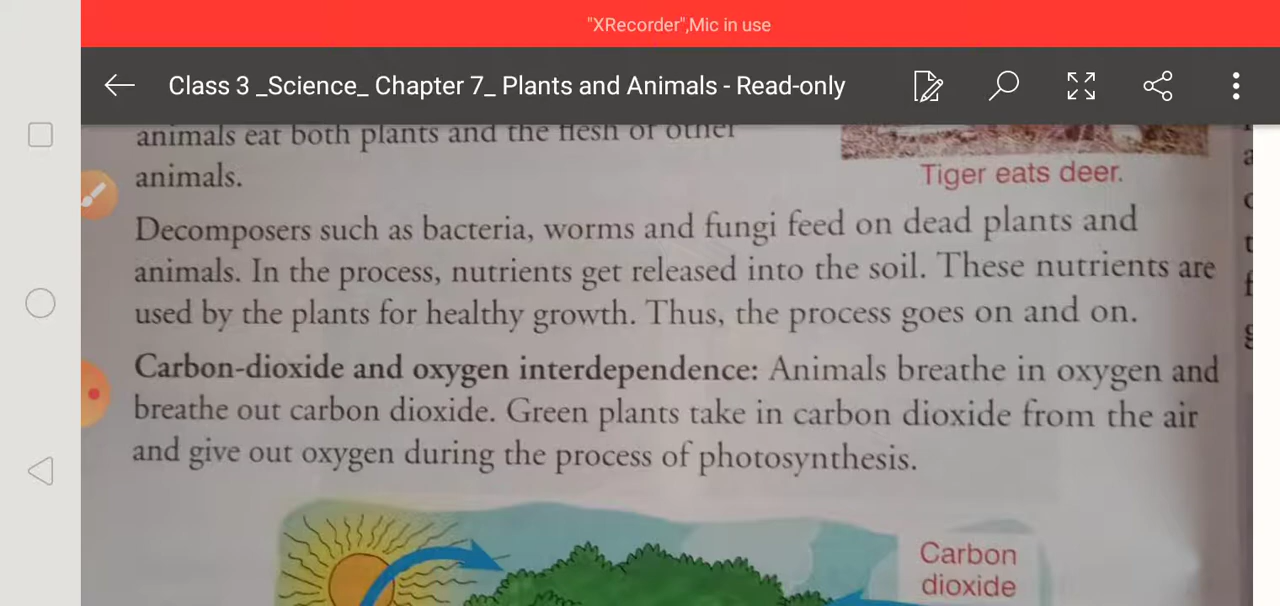 "XRecorder",Mic in use
Class 3 _Science_ Chapter 7_ Plants and Animals - Read-only
animals eat both plants and the flesh of other
animals.
Tiger eats deer.
Decomposers such as bacteria, worms and fungi feed on dead plants and
animals. In the process, nutrients get released into the soil. These nutrients are
used by the plants for healthy growth. Thus, the process goes on and on.
Carbon-dioxide and oxygen interdependence: Animals breathe in oxygen and
breathe out carbon dioxide. Green plants take in carbon dioxide from the air
and give out oxygen during the process of photosynthesis.
Carbon
dioxide